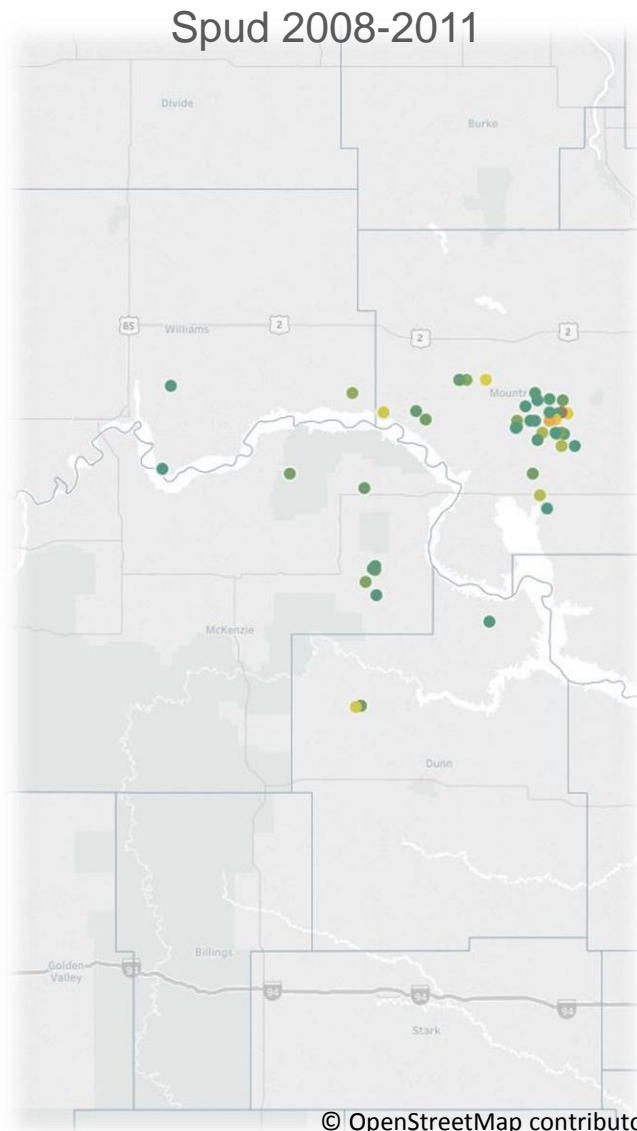 Spud 2008-2011
Divide
Burke
85
Williams
2
2
2
Mountr
McKenzie
Dunn
Billings
Golden
Valley
94
94
94
94
Stark
© OpenStreetMap contributo